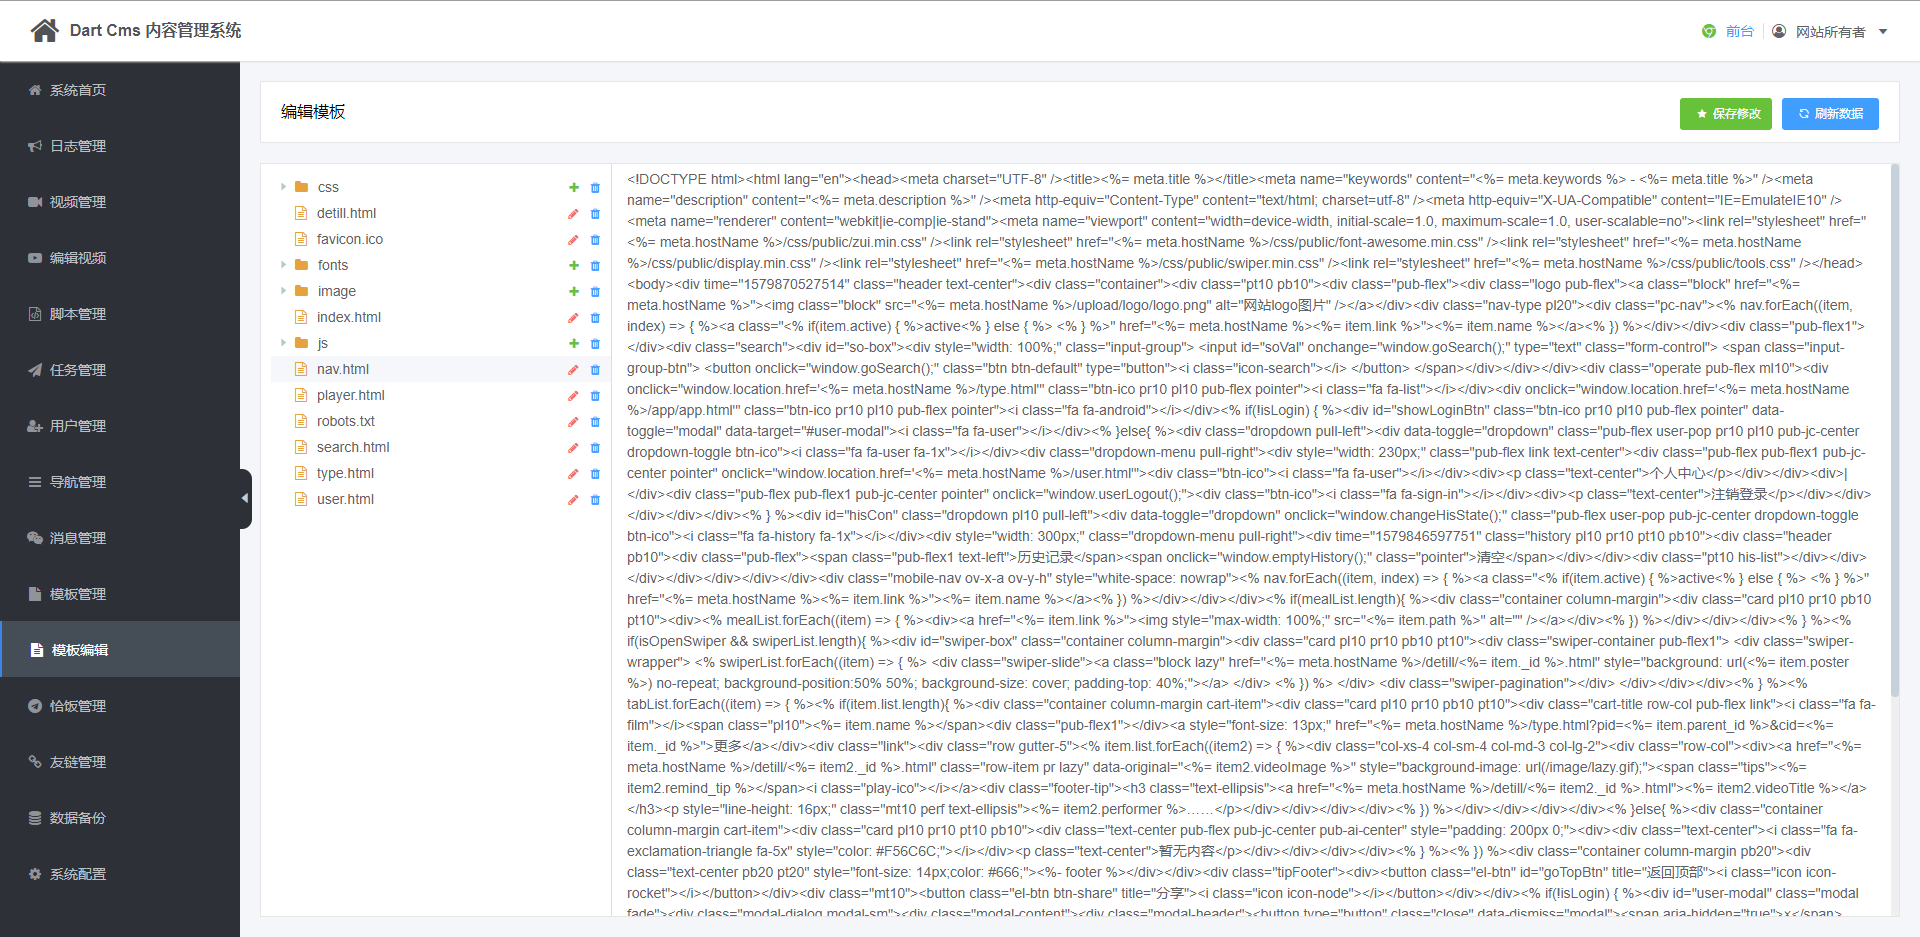 Dart Cms 内容管理系统
前台
网站所有者
系统首页
日志管理
视频管理
编辑视频
脚本管理
任务管理
用户管理
导航管理
消息管理
模板管理
模板编辑
恰饭管理
友链管理
数据备份
系统配置
编辑模板
保存修改
刷新数据
css
detill.html
favicon.ico
fonts
image
index.html
js
nav.html
player.html
robots.txt
search.html
type.html
user.html
<!DOCTYPE html><html lang="en"><head><meta charset="UTF-8" /><title><%= meta.title %></title><meta name="keywords" content="<%= meta.keywords %> - <%= meta.title %>" /><meta
name="description" content="<%= meta.description %>" /><meta http-equiv="Content-Type" content="text/html; charset=utf-8" /><meta http-equiv="X-UA-Compatible" content="IE=EmulateIE10" />
<meta name="renderer" content="webkit|ie-comp|ie-stand"><meta name="viewport" content="width=device-width, initial-scale=1.0, maximum-scale=1.0, user-scalable=no"><link rel="stylesheet" href="
<%= meta.hostName %>/css/public/zui.min.css" /><link rel="stylesheet" href="<%= meta.hostName %>/css/public/font-awesome.min.css" /><link rel="stylesheet" href="<%= meta.hostName
%>/css/public/display.min.css" /><link rel="stylesheet" href="<%= meta.hostName %>/css/public/swiper.min.css" /><link rel="stylesheet" href="<%= meta.hostName %>/css/public/tools.css" /></head>
<body><div time="1579870527514" class="header text-center"><div class="container"><div class="pt10 pb10"><div class="pub-flex"><div class="logo pub-flex"><a class="block" href="<%=
meta.hostName %>"><img class="block" src="<%= meta.hostName %>/upload/logo/logo.png" alt="网站logo图片" /></a></div><div class="nav-type pl20"><div class="pc-nav"><% nav.forEach((item,
index) => { %><a class="<% if(item.active) { %>active<% } else { %> <% } %>" href="<%= meta.hostName %><%= item.link %>"><%= item.name %></a><% }) %></div></div><div class="pub-flex1">
</div><div class="search"><div id="so-box"><div style="width: 100%;" class="input-group"> <input id="soVal" onchange="window.goSearch();" type="text" class="form-control"> <span class="input-
group-btn"> <button onclick="window.goSearch();" class="btn btn-default" type="button"><i class="icon-search"></i> </button> </span></div></div></div><div class="operate pub-flex ml10"><div
onclick="window.location.href='<%= meta.hostName %>/type.html'" class="btn-ico pr10 pl10 pub-flex pointer"><i class="fa fa-list"></i></div><div onclick="window.location.href='<%= meta.hostName
%>/app/app.html'" class="btn-ico pr10 pl10 pub-flex pointer"><i class="fa fa-android"></i></div><% if(!isLogin) { %><div id="showLoginBtn" class="btn-ico pr10 pl10 pub-flex pointer" data-
toggle="modal" data-target="#user-modal"><i class="fa fa-user"></i></div><% }else{ %><div class="dropdown pull-left"><div data-toggle="dropdown" class="pub-flex user-pop pr10 pl10 pub-jc-center
dropdown-toggle btn-ico"><i class="fa fa-user fa-1x"></i></div><div class="dropdown-menu pull-right"><div style="width: 230px;" class="pub-flex link text-center"><div class="pub-flex pub-flex1 pub-jc-
center pointer" onclick="window.location.href='<%= meta.hostName %>/user.html'"><div class="btn-ico"><i class="fa fa-user"></i></div><div><p class="text-center">个人中心</p></div></div><div>|
</div><div class="pub-flex pub-flex1 pub-jc-center pointer" onclick="window.userLogout();"><div class="btn-ico"><i class="fa fa-sign-in"></i></div><div><p class="text-center">注销登录</p></div></div>
</div></div></div><% } %><div id="hisCon" class="dropdown pl10 pull-left"><div data-toggle="dropdown" onclick="window.changeHisState();" class="pub-flex user-pop pub-jc-center dropdown-toggle
btn-ico"><i class="fa fa-history fa-1x"></i></div><div style="width: 300px;" class="dropdown-menu pull-right"><div time="1579846597751" class="history pl10 pr10 pt10 pb10"><div class="header
pb10"><div class="pub-flex"><span class="pub-flex1 text-left">历史记录</span><span onclick="window.emptyHistory();" class="pointer">清空</span></div></div><div class="pt10 his-list"></div></div>
</div></div></div></div></div><div class="mobile-nav ov-x-a ov-y-h" style="white-space: nowrap"><% nav.forEach((item, index) => { %><a class="<% if(item.active) { %>active<% } else { %> <% } %>"
href="<%= meta.hostName %><%= item.link %>"><%= item.name %></a><% }) %></div></div></div><% if(mealList.length){ %><div class="container column-margin"><div class="card pl10 pr10 pb10
pt10"><div><% mealList.forEach((item) => { %><div><a href="<%= item.link %>"><img style="max-width: 100%;" src="<%= item.path %>" alt="" /></a></div><% }) %></div></div></div><% } %><%
if(isOpenSwiper && swiperList.length){ %><div id="swiper-box" class="container column-margin"><div class="card pl10 pr10 pb10 pt10"><div class="swiper-container pub-flex1"> <div class="swiper-
wrapper"> <% swiperList.forEach((item) => { %> <div class="swiper-slide"><a class="block lazy" href="<%= meta.hostName %>/detill/<%= item._id %>.html" style="background: url(<%= item.poster
%>) no-repeat; background-position:50% 50%; background-size: cover; padding-top: 40%;"></a> </div> <% }) %> </div> <div class="swiper-pagination"></div> </div></div></div><% } %><%
tabList.forEach((item) => { %><% if(item.list.length){ %><div class="container column-margin cart-item"><div class="card pl10 pr10 pb10 pt10"><div class="cart-title row-col pub-flex link"><i class="fa fa-
film"></i><span class="pl10"><%= item.name %></span><div class="pub-flex1"></div><a style="font-size: 13px;" href="<%= meta.hostName %>/type.html?pid=<%= item.parent_id %>&cid=<%=
item._id %>">更多</a></div><div class="link"><div class="row gutter-5"><% item.list.forEach((item2) => { %><div class="col-xs-4 col-sm-4 col-md-3 col-lg-2"><div class="row-col"><div><a href="<%=
meta.hostName %>/detill/<%= item2._id %>.html" class="row-item pr lazy" data-original="<%= item2.videoImage %>" style="background-image: url(/image/lazy.gif);"><span class="tips"><%=
item2.remind_tip %></span><i class="play-ico"></i></a><div class="footer-tip"><h3 class="text-ellipsis"><a href="<%= meta.hostName %>/detill/<%= item2._id %>.html"><%= item2.videoTitle %></a>
</h3><p style="line-height: 16px;" class="mt10 perf text-ellipsis"><%= item2.performer %>……</p></div></div></div></div><% }) %></div></div></div></div><% }else{ %><div class="container
column-margin cart-item"><div class="card pl10 pr10 pt10 pb10"><div class="text-center pub-flex pub-jc-center pub-ai-center" style="padding: 200px 0;"><div><div class="text-center"><i class="fa fa-
exclamation-triangle fa-5x" style="color: #F56C6C;"></i></div><p class="text-center">暂无内容</p></div></div></div></div><% } %><% }) %><div class="container column-margin pb20"><div
class="text-center pb20 pt20" style="font-size: 14px;color: #666;"><%- footer %></div></div><div class="tipFooter"><div><button class="el-btn" id="goTopBtn" title="返回顶部"><i class="icon icon-
rocket"></i></button></div><div class="mt10"><button class="el-btn btn-share" title="分享"><i class="icon icon-node"></i></button></div></div><% if(!isLogin) { %><div id="user-modal" class="modal
fade"><div class="modal-dialog modal-sm"><div class="modal-content"><div class="modal-header"><button type="button" class="close" data-dismiss="modal"><span aria-hidden="true">×</span>